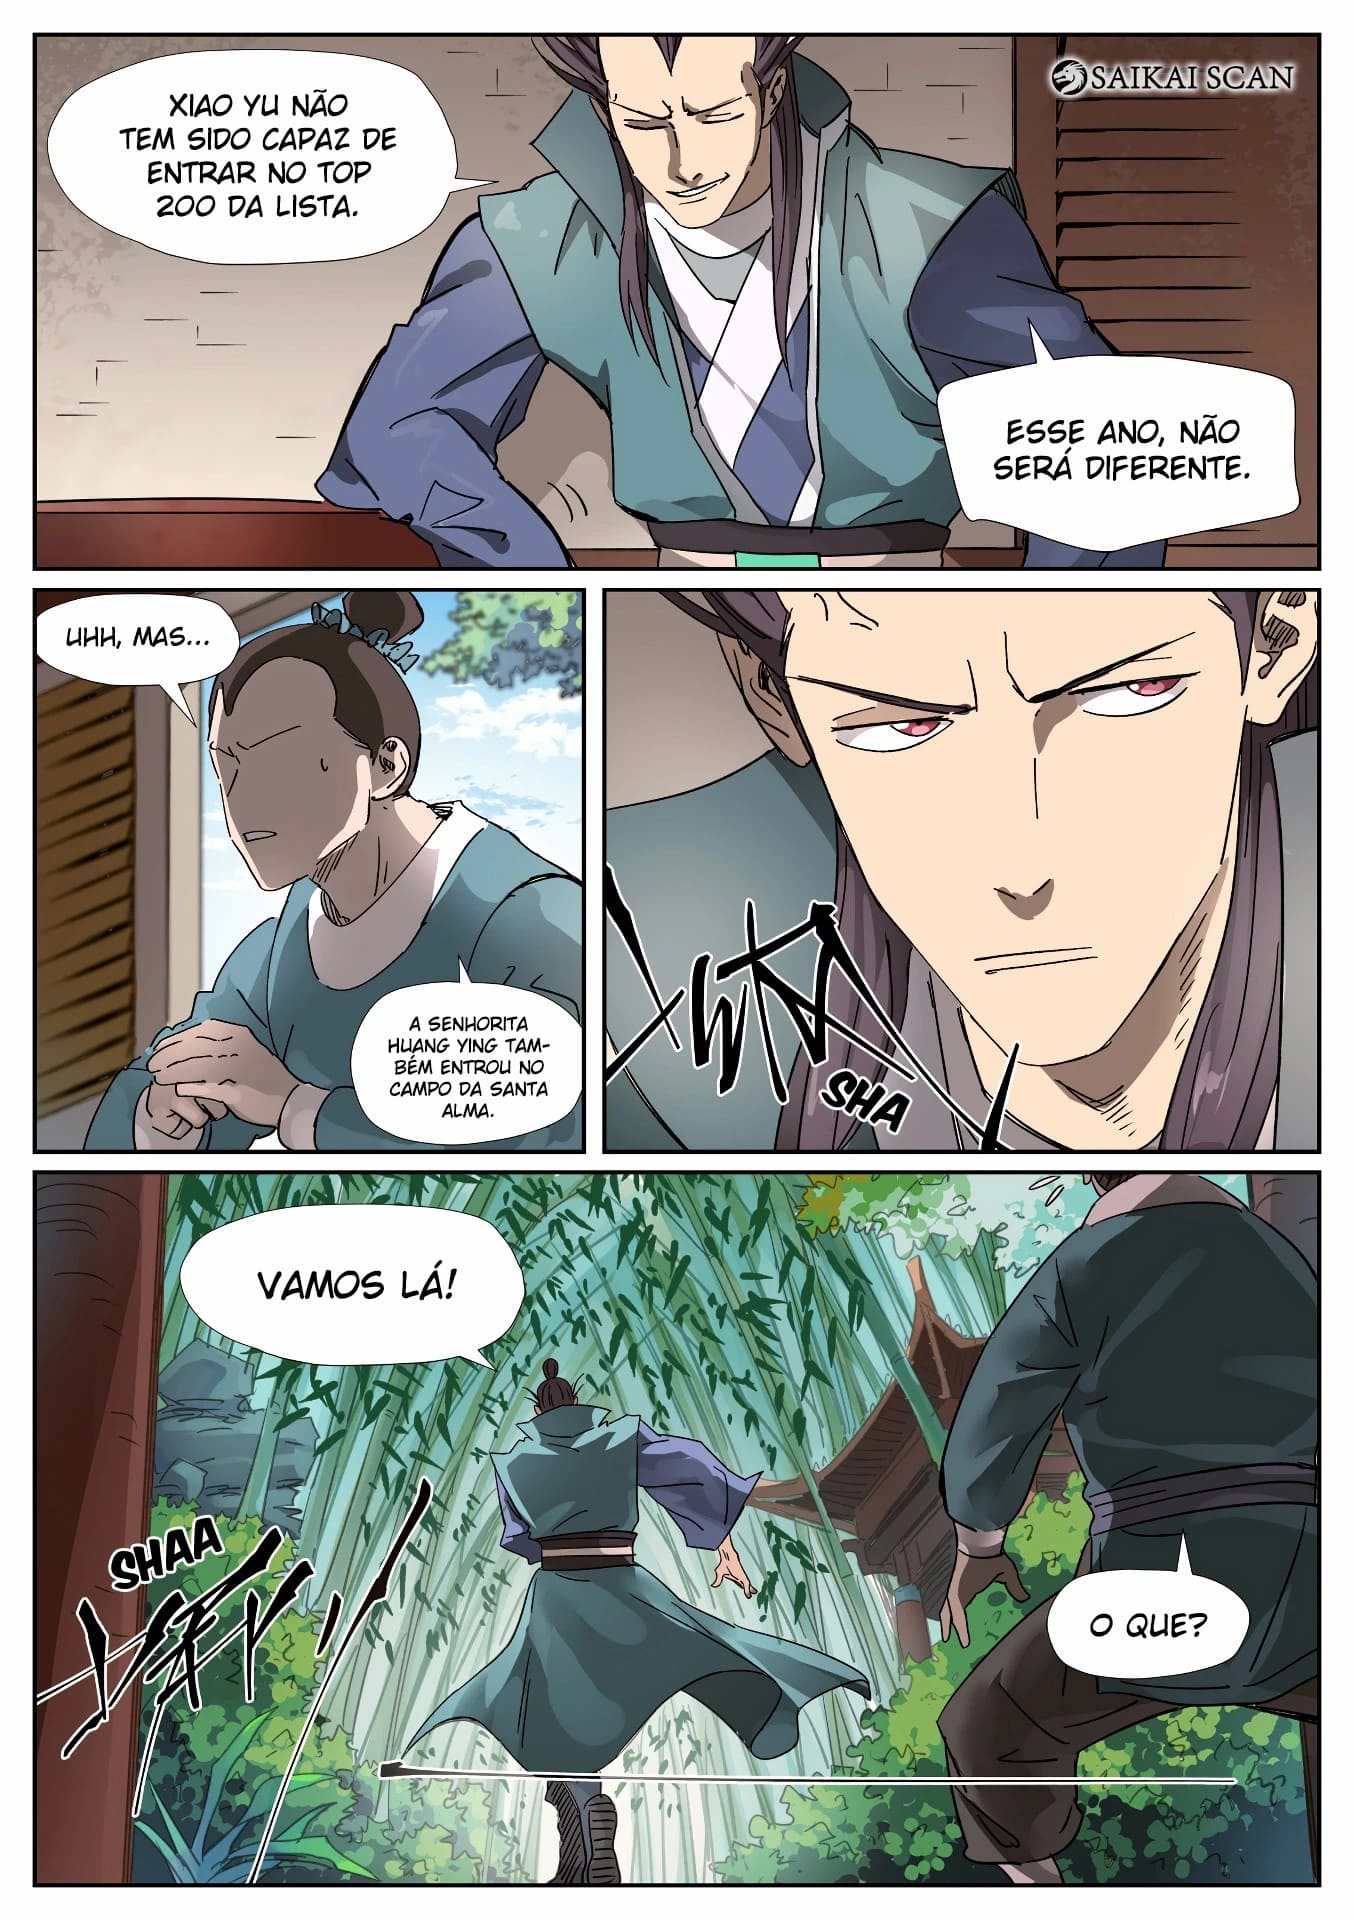 SAIKAI SCAN
XIAO YU NÃO
TEM SIDO CAPAZ DE
ENTRAR NO TOP
200 DA LISTA.
ESSE ANO, NÃO
SERÁ DIFERENTE.
UHH, MAS...
A SENHORITA
HUANG YING TAM-
BÉM ENTROU NO
CAMPO DA SANTA
ALMA.
SHA
VAMOS LÁ!
SHAA
O QUE?